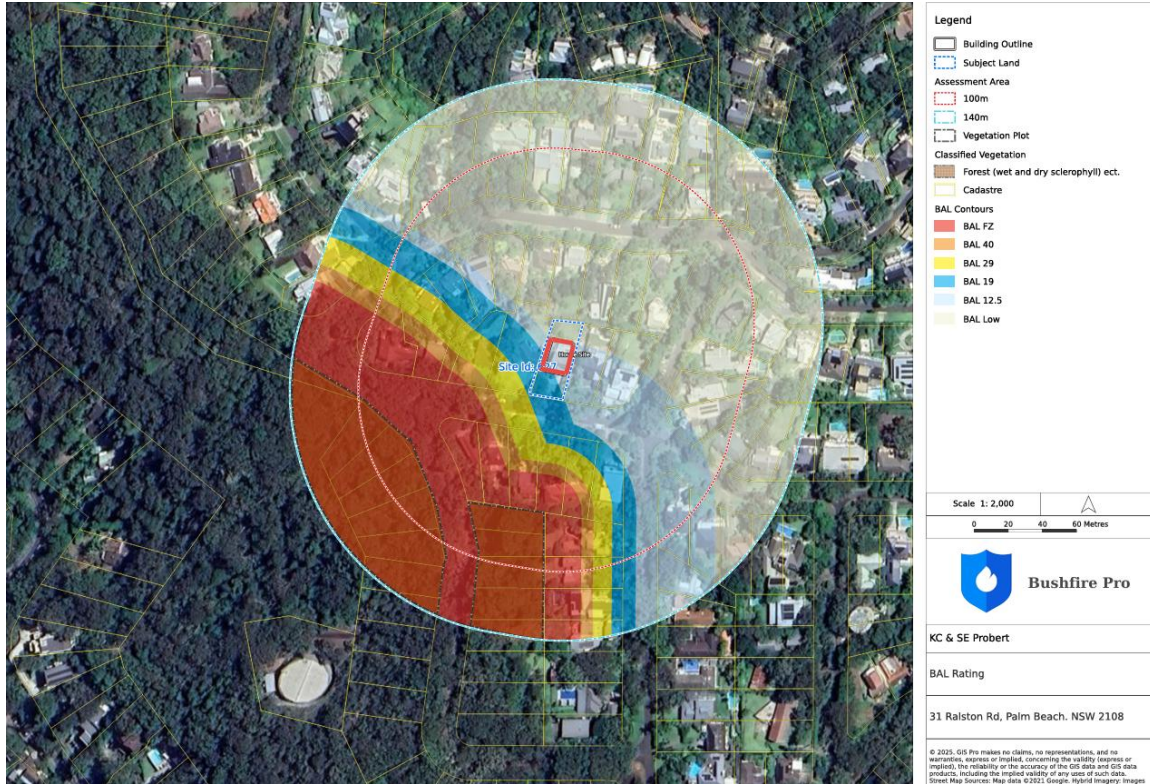 Legend
Building Outline
Subject Land
Assessment Area
100m
140m
Vegetation Plot
Classified Vegetation
Forest (wet and dry sclerophyll) ect.
Cadastre
BAL Contours
BAL FZ
BAL 40
BAL 29
BAL 19
BAL 12.5
BAL Low
Site Id:
Site
Scale 1: 2,000
0 20 40 60 Metres
Bushfire Pro
KC & SE Probert
BAL Rating
31 Ralston Rd, Palm Beach. NSW 2108
© 2025. GIS Pro makes no claims, no representations, and no
warranties, express or implied, concerning the validity (express or
implied), the reliability or the accuracy of the GIS data and GIS data
products, including the implied validity of any uses of such data.
Street Map Sources: Map data ©2021 Google. Hybrid Imagery: Images